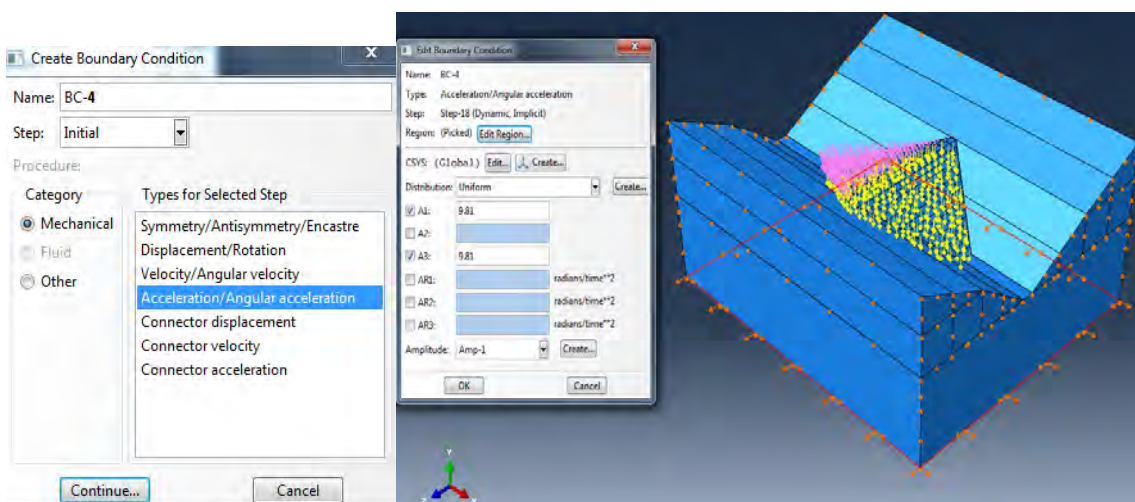 Create Boundary Condition
X
Name: BC-4
Step: Initial
Procedure:
Category
Types for Selected Step
Mechanical
Fluid
Other
Symmetry/Antisymmetry/Encastre
Displacement/Rotation
Velocity/Angular velocity
Acceleration/Angular acceleration
Connector displacement
Connector velocity
Connector acceleration
Continue... Cancel
Edit Boundary Condition
Name: BC-4
Type: Acceleration/Angular acceleration
Step: Step-18 (Dynamic, Implicit)
Region: (Picked) Edit Region...
CSYS: (Global) Edit... Create...
Distribution: Uniform Create...
A1: 9.81
A2:
A3: 9.81
AR1: radians/time**2
AR2: radians/time**2
AR3: radians/time**2
Amplitude: Amp-1 Create...
OK Cancel
Y
Z X